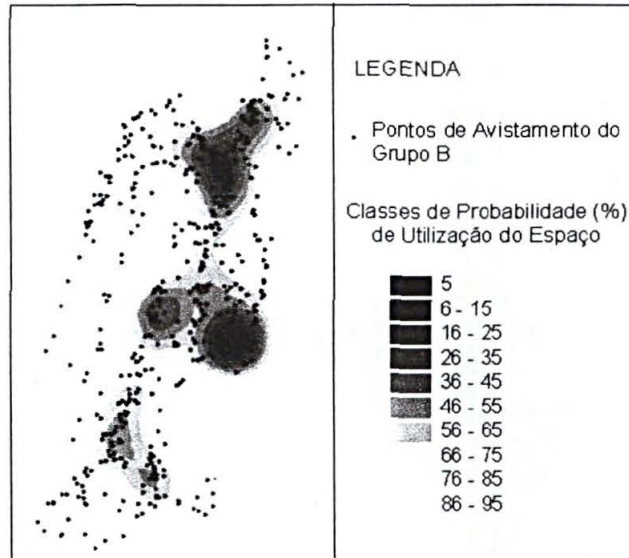 LEGENDA
. Pontos de Avistamento do
Grupo B
Classes de Probabilidade (%)
de Utilização do Espaço
5
6 - 15
16 - 25
26 - 35
36 - 45
46 - 55
56 - 65
66 - 75
76 - 85
86 - 95